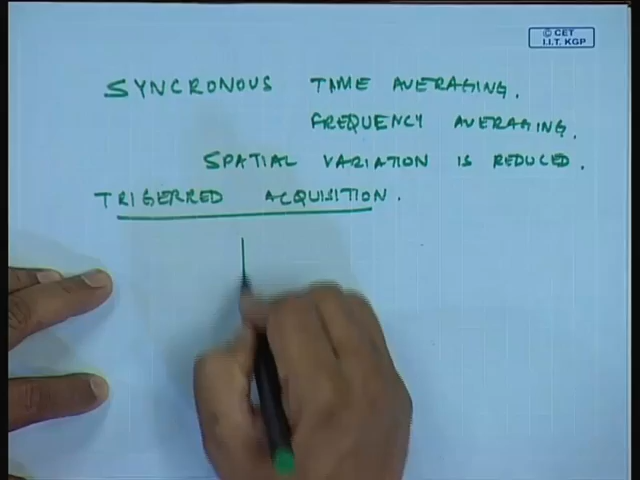 © CET
I.I.T. KGP
SYNCRONOUS TIME AVERAGING.
FREQUENCY AVERAGING.
SPATIAL VARIATION IS REDUCED.
TRIGERRED ACQUISITION.